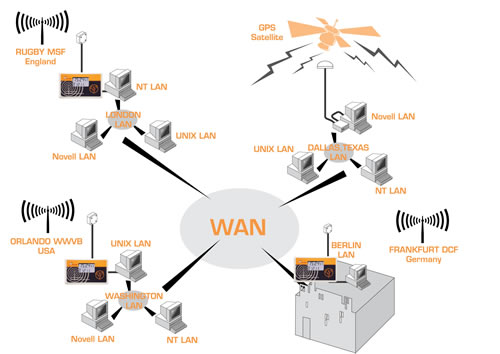 RUGBY MSF
England
NT LAN
LONDON
LAN
Novell LAN
UNIX LAN
GPS
Satellite
Novell LAN
UNIX LAN
DALLAS,TEXAS
LAN
NT LAN
WAN
ORLANDO WWVB
USA
UNIX LAN
WASHINGTON
LAN
Novell LAN
NT LAN
BERLIN
LAN
FRANKFURT DCF
Germany